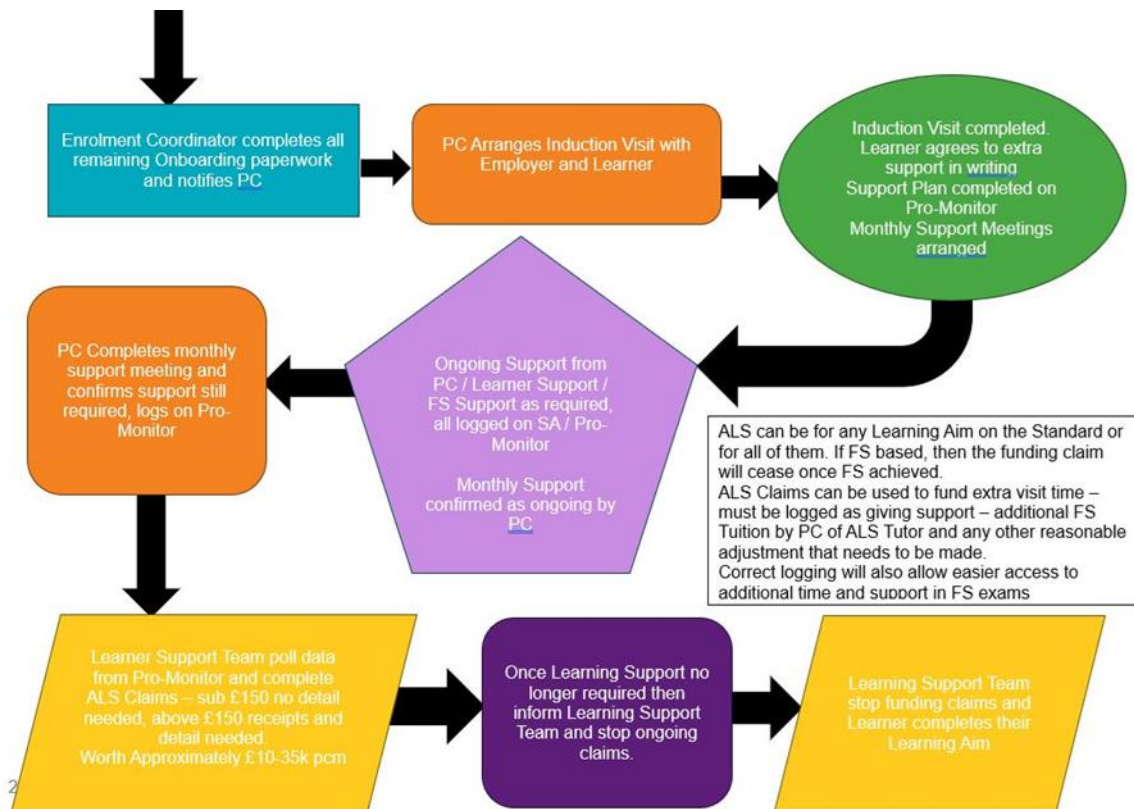 Enrolment Coordinator completes all
remaining Onboarding paperwork
and notifies PC
PC Arranges Induction Visit with
Employer and Learner
Induction Visit completed.
Learner agrees to extra
support in writing
Support Plan completed on
Pro-Monitor
Monthly Support Meetings
arranged
PC Completes monthly
support meeting and
confirms support still
required, logs on Pro-
Monitor
Ongoing Support from
PC / Learner Support /
FS Support as required,
all logged on SA / Pro-
Monitor
Monthly Support
confirmed as ongoing by
PC
ALS can be for any Learning Aim on the Standard or
for all of them. If FS based, then the funding claim
will cease once FS achieved.
ALS Claims can be used to fund extra visit time –
must be logged as giving support – additional FS
Tuition by PC of ALS Tutor and any other reasonable
adjustment that needs to be made.
Correct logging will also allow easier access to
additional time and support in FS exams
Learner Support Team poll data
from Pro-Monitor and complete
ALS Claims – sub £150 no detail
needed, above £150 receipts and
detail needed.
Worth Approximately £10-35k pcm
Once Learning Support no
longer required then
inform Learning Support
Team and stop ongoing
claims.
Learning Support Team
stop funding claims and
Learner completes their
Learning Aim
2